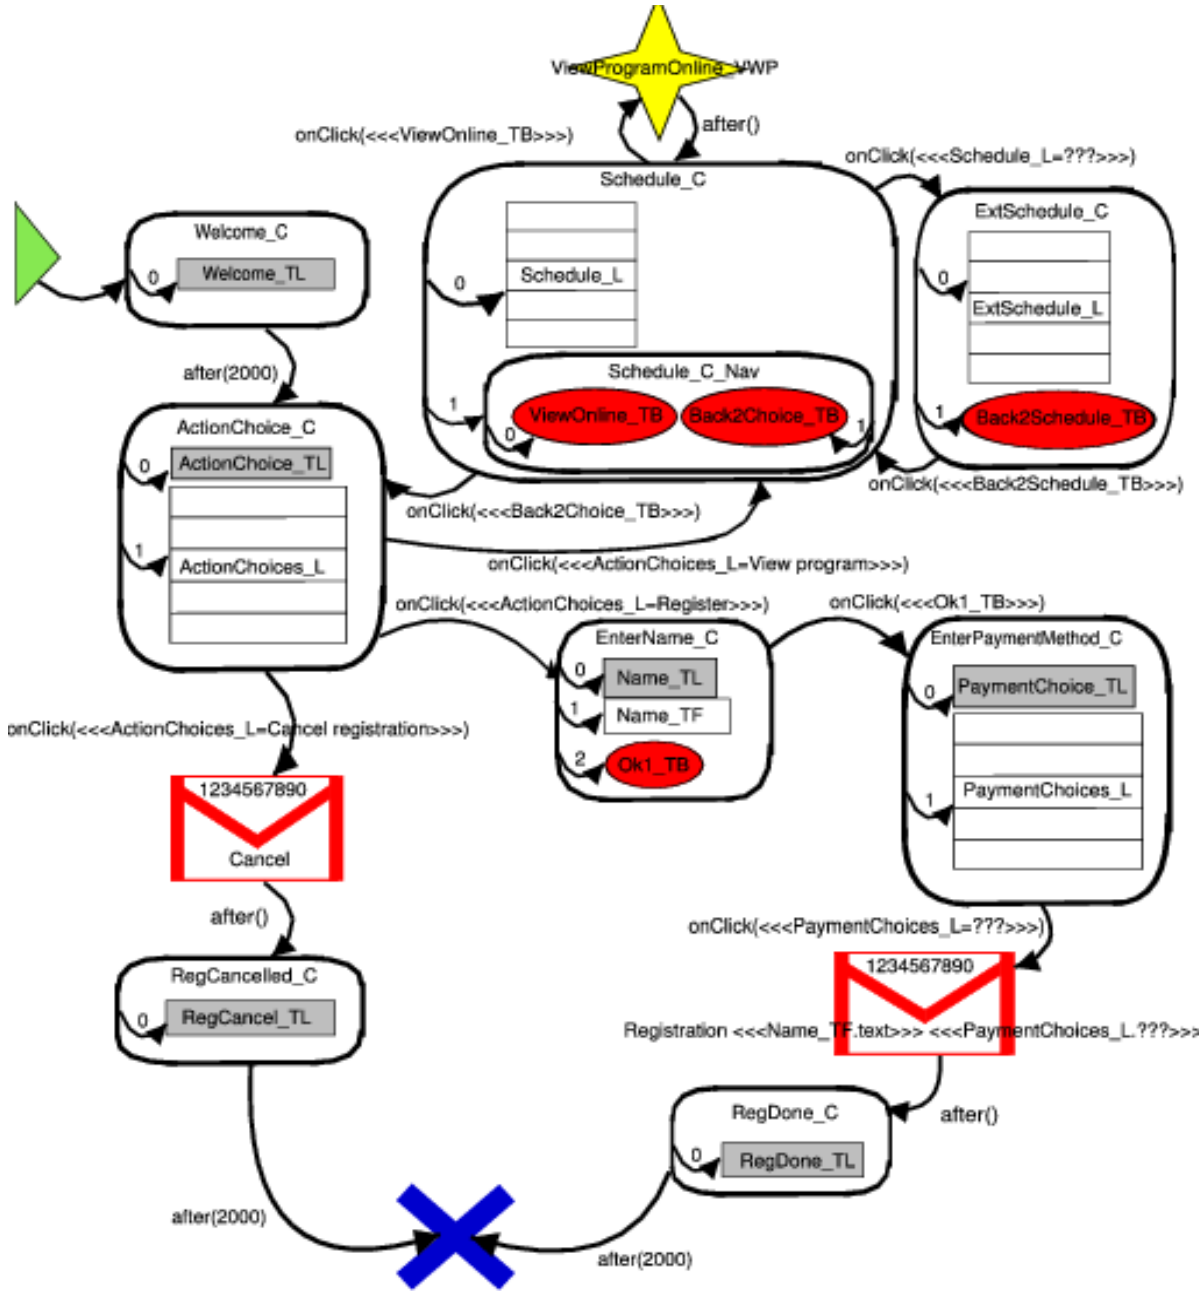 ViewProgramOnline_VWP
onClick(<<<ViewOnline_TB>>>)
after()
onClick(<<<Schedule_L=???>>>)
Schedule_C
0
Schedule_L
Schedule_C_Nav
1
ViewOnline_TB
0
Back2Choice_TB
1
ExtSchedule_C
0
ExtSchedule_L
1
Back2Schedule_TB
onClick(<<<Back2Schedule_TB>>>)
Welcome_C
0
Welcome_TL
after(2000)
ActionChoice_C
0
ActionChoice_TL
1
ActionChoices_L
onClick(<<<Back2Choice_TB>>>)
onClick(<<<ActionChoices_L=View program>>>)
onClick(<<<ActionChoices_L=Register>>>)
onClick(<<<Ok1_TB>>>)
EnterName_C
0
Name_TL
1
Name_TF
2
Ok1_TB
EnterPaymentMethod_C
0
PaymentChoice_TL
1
PaymentChoices_L
onClick(<<<ActionChoices_L=Cancel registration>>>)
1234567890
Cancel
after()
RegCancelled_C
0
RegCancel_TL
onClick(<<<PaymentChoices_L=???>>>)
1234567890
Registration <<<Name_TF.text>>> <<<PaymentChoices_L.???>>>
after()
RegDone_C
0
RegDone_TL
after(2000)
after(2000)